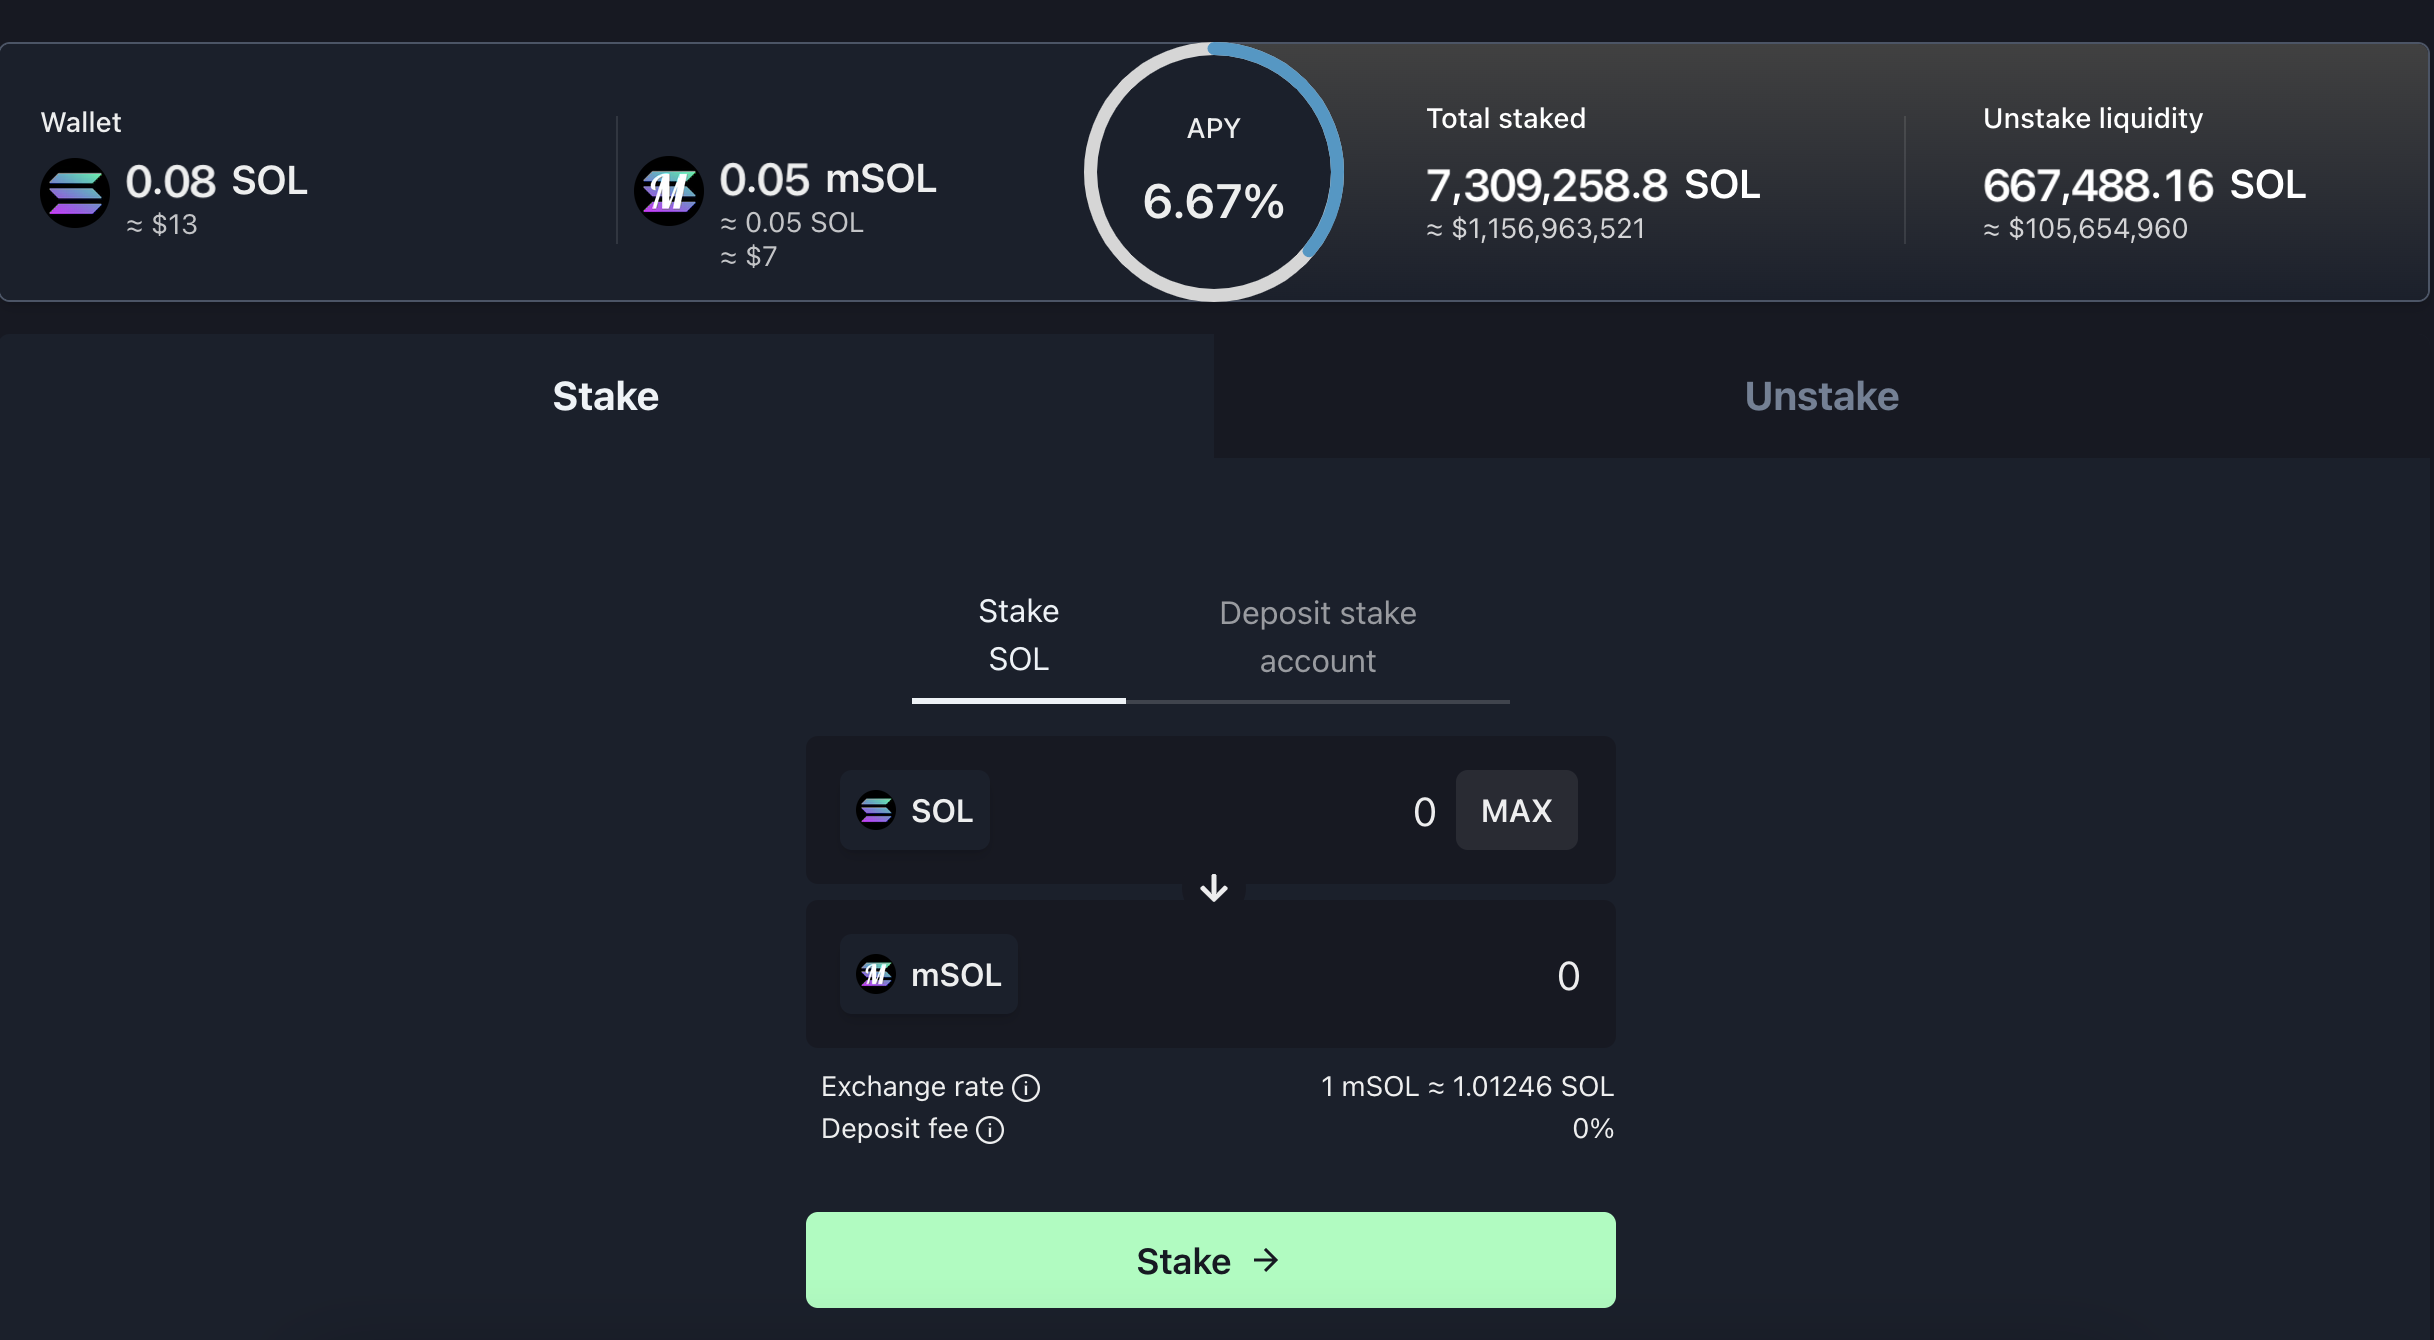 Wallet
0.08 SOL
≈ $13
0.05 mSOL
≈ 0.05 SOL
≈ $7
APY
6.67%
Total staked
7,309,258.8 SOL
≈ $1,156,963,521
Unstake liquidity
667,488.16 SOL
≈ $105,654,960
Stake
Unstake
Stake
SOL
Deposit stake
account
SOL
0
MAX
mSOL
0
Exchange rate
1 mSOL ≈ 1.01246 SOL
Deposit fee
0%
Stake →